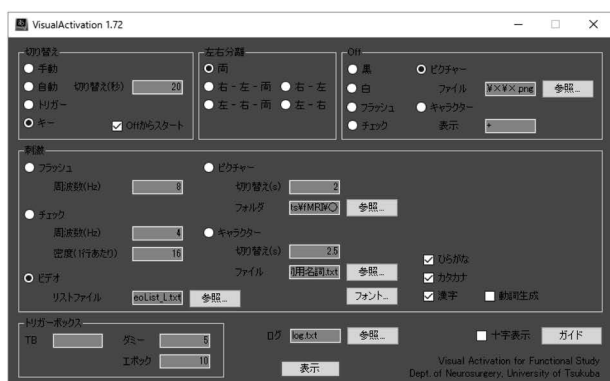 VisualActivation 1.72
切り替え
手動
自動 切り替え(秒) 20
トリガー
キー Offからスタート
左右分離
両
右 - 左 - 両 右 - 左
左 - 右 - 両 左 - 右
Off
黒 ピクチャー
白 ファイル ¥×¥× png 参照...
フラッシュ キャラクター
チェック 表示 *
刺激
フラッシュ
周波数(Hz) 8
チェック
周波数(Hz) 4
密度(1行あたり) 16
ビデオ
リストファイル eoList_L.txt 参照...
ピクチャー
切り替え(s) 2
フォルダ ts¥fMRI¥〇 参照...
キャラクター
切り替え(s) 2.5
ファイル 用名詞.txt 参照...
フォント...
ひらがな
カタカナ
漢字 動詞生成
トリガーボックス
TB ダミー 5
エポック 10
ログ log.txt 参照...
表示
十字表示 ガイド
Visual Activation for Functional Study
Dept. of Neurosurgery, University of Tsukuba